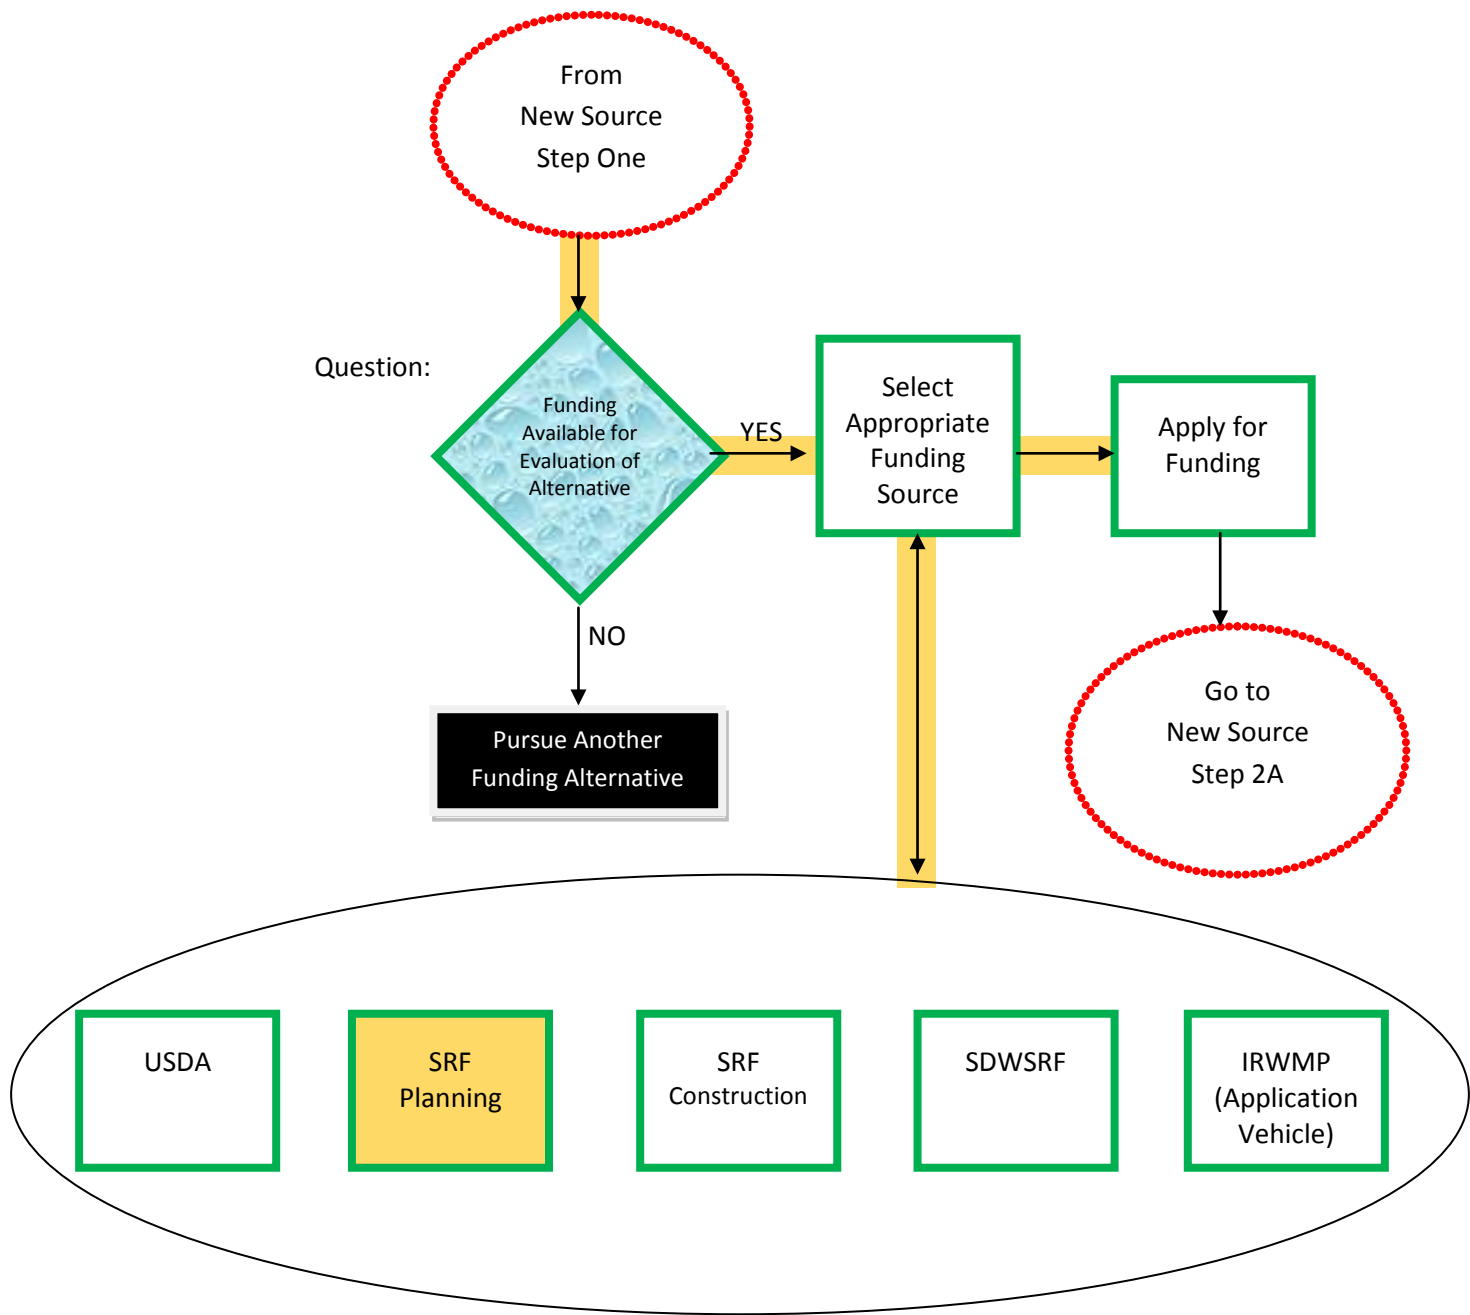 From
New Source
Step One
Question:
Funding
Available for
Evaluation of
Alternative
YES
Select
Appropriate
Funding
Source
Apply for
Funding
NO
Pursue Another
Funding Alternative
Go to
New Source
Step 2A
USDA
SRF
Planning
SRF
Construction
SDWSRF
IRWMP
(Application
Vehicle)